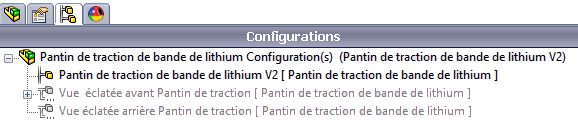 Configurations
Pantin de traction de bande de lithium Configuration(s) (Pantin de traction de bande de lithium V2)
Pantin de traction de bande de lithium V2 [ Pantin de traction de bande de lithium ]
Vue éclatée avant Pantin de traction [ Pantin de traction de bande de lithium ]
Vue éclatée arrière Pantin de traction [ Pantin de traction de bande de lithium ]